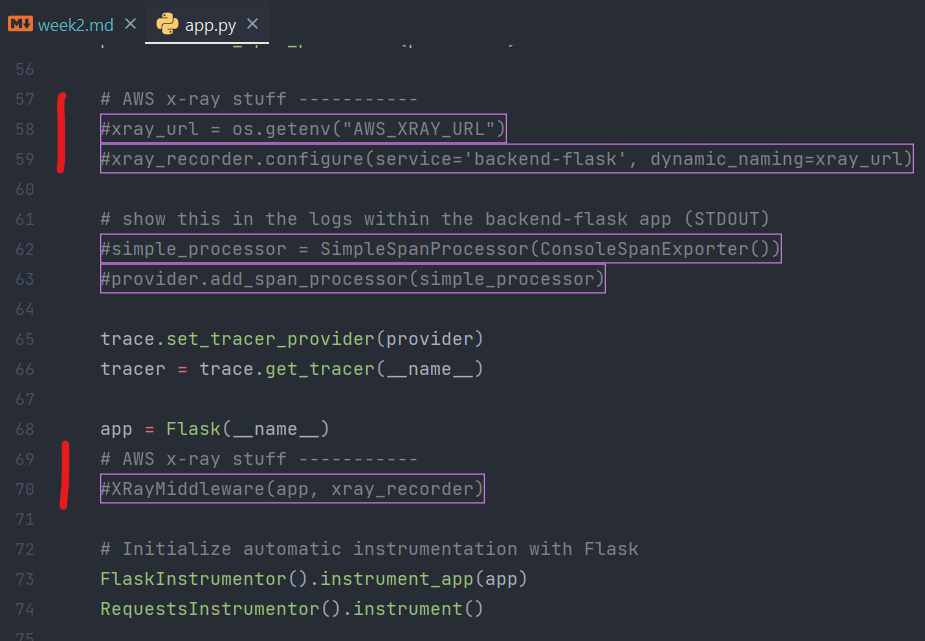 week2.md
app.py
56
57 # AWS x-ray stuff -----------
58 #xray_url = os.getenv("AWS_XRAY_URL")
59 #xray_recorder.configure(service='backend-flask', dynamic_naming=xray_url)
60
61 # show this in the logs within the backend-flask app (STDOUT)
62 #simple_processor = SimpleSpanProcessor(ConsoleSpanExporter())
63 #provider.add_span_processor(simple_processor)
64
65 trace.set_tracer_provider(provider)
66 tracer = trace.get_tracer(__name__)
67
68 app = Flask(__name__)
69 # AWS x-ray stuff -----------
70 #XRayMiddleware(app, xray_recorder)
71
72 # Initialize automatic instrumentation with Flask
73 FlaskInstrumentor().instrument_app(app)
74 RequestsInstrumentor().instrument()
75